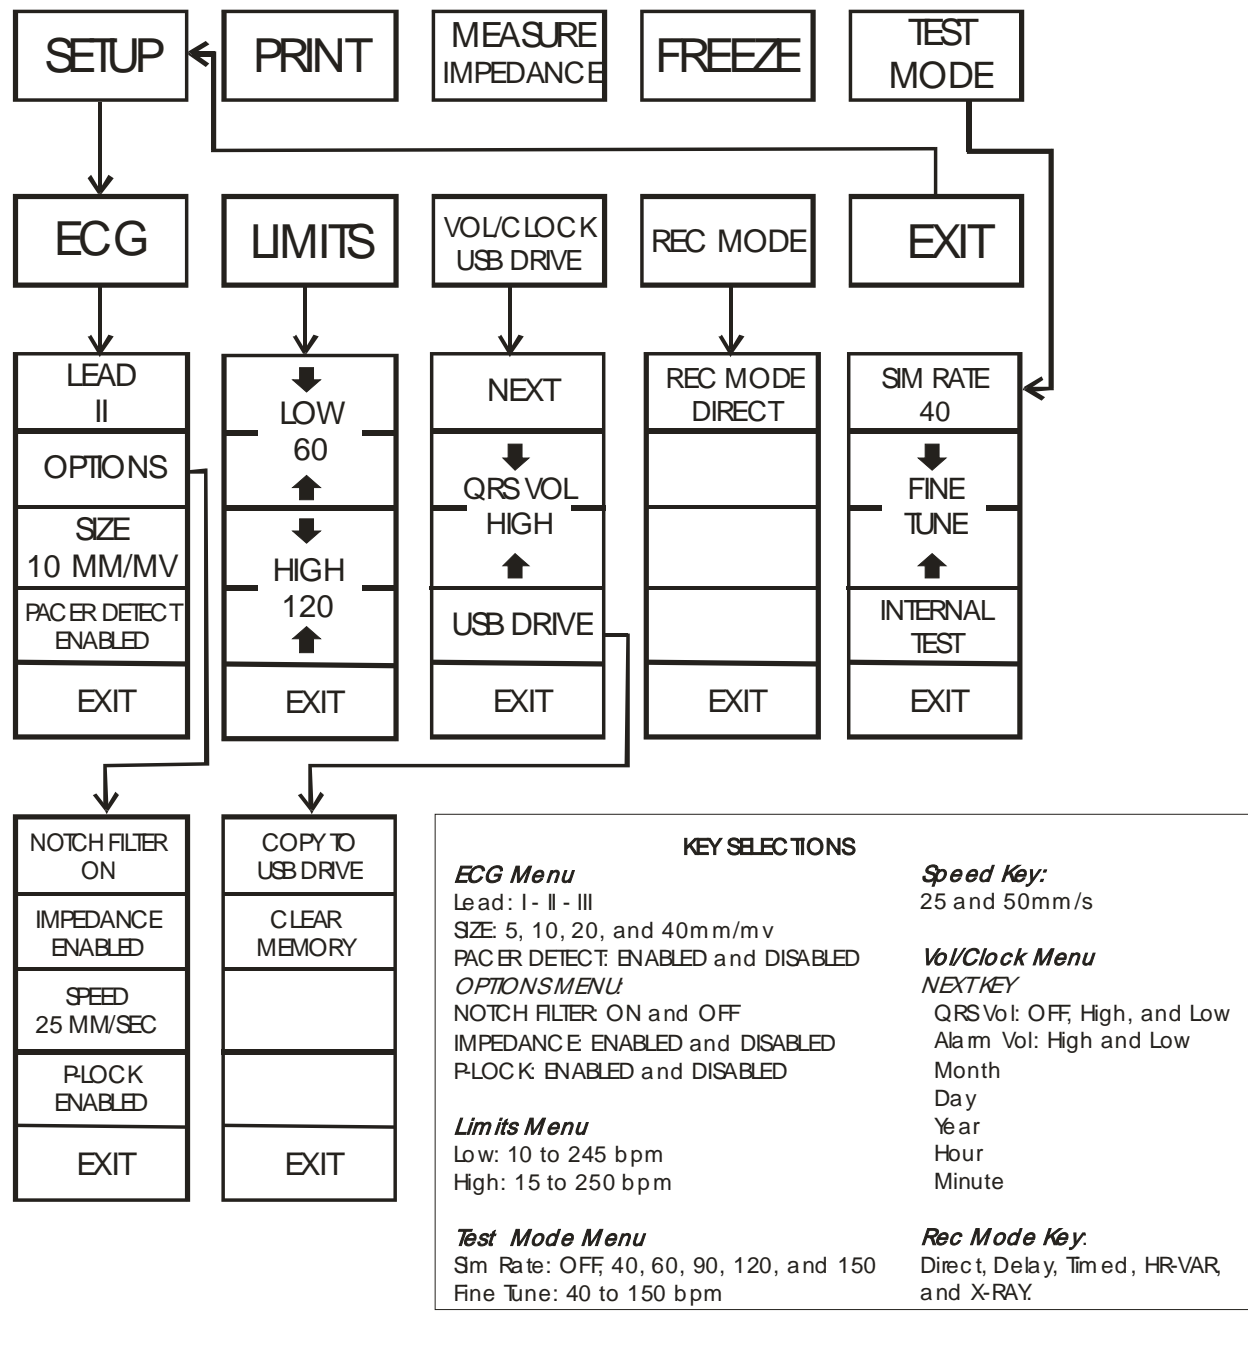 SETUP
PRINT
MEASURE
IMPEDANCE
FREEZE
TEST
MODE
ECG
LIMITS
VOL/CLOCK
USB DRIVE
REC MODE
EXIT
LEAD
II
OPTIONS
SIZE
10 MM/MV
PACER DETECT
ENABLED
EXIT
LOW
60
HIGH
120
EXIT
NEXT
QRS VOL
HIGH
USB DRIVE
EXIT
REC MODE
DIRECT
EXIT
SIM RATE
40
FINE
TUNE
INTERNAL
TEST
EXIT
NOTCH FILTER
ON
IMPEDANCE
ENABLED
SPEED
25 MM/SEC
P-LOCK
ENABLED
EXIT
COPY TO
USB DRIVE
CLEAR
MEMORY
EXIT
KEY SELECTIONS
ECG Menu
Lead: I - II - III
SIZE: 5, 10, 20, and 40mm/mv
PACER DETECT: ENABLED and DISABLED
OPTIONS MENU:
NOTCH FILTER: ON and OFF
IMPEDANCE: ENABLED and DISABLED
P-LOCK: ENABLED and DISABLED
Limits Menu
Low: 10 to 245 bpm
High: 15 to 250 bpm
Test Mode Menu
Sim Rate: OFF, 40, 60, 90, 120, and 150
Fine Tune: 40 to 150 bpm
Speed Key:
25 and 50mm/s
Vol/Clock Menu
NEXT KEY
QRS Vol: OFF, High, and Low
Alarm Vol: High and Low
Month
Day
Year
Hour
Minute
Rec Mode Key:
Direct, Delay, Timed, HR-VAR,
and X-RAY.